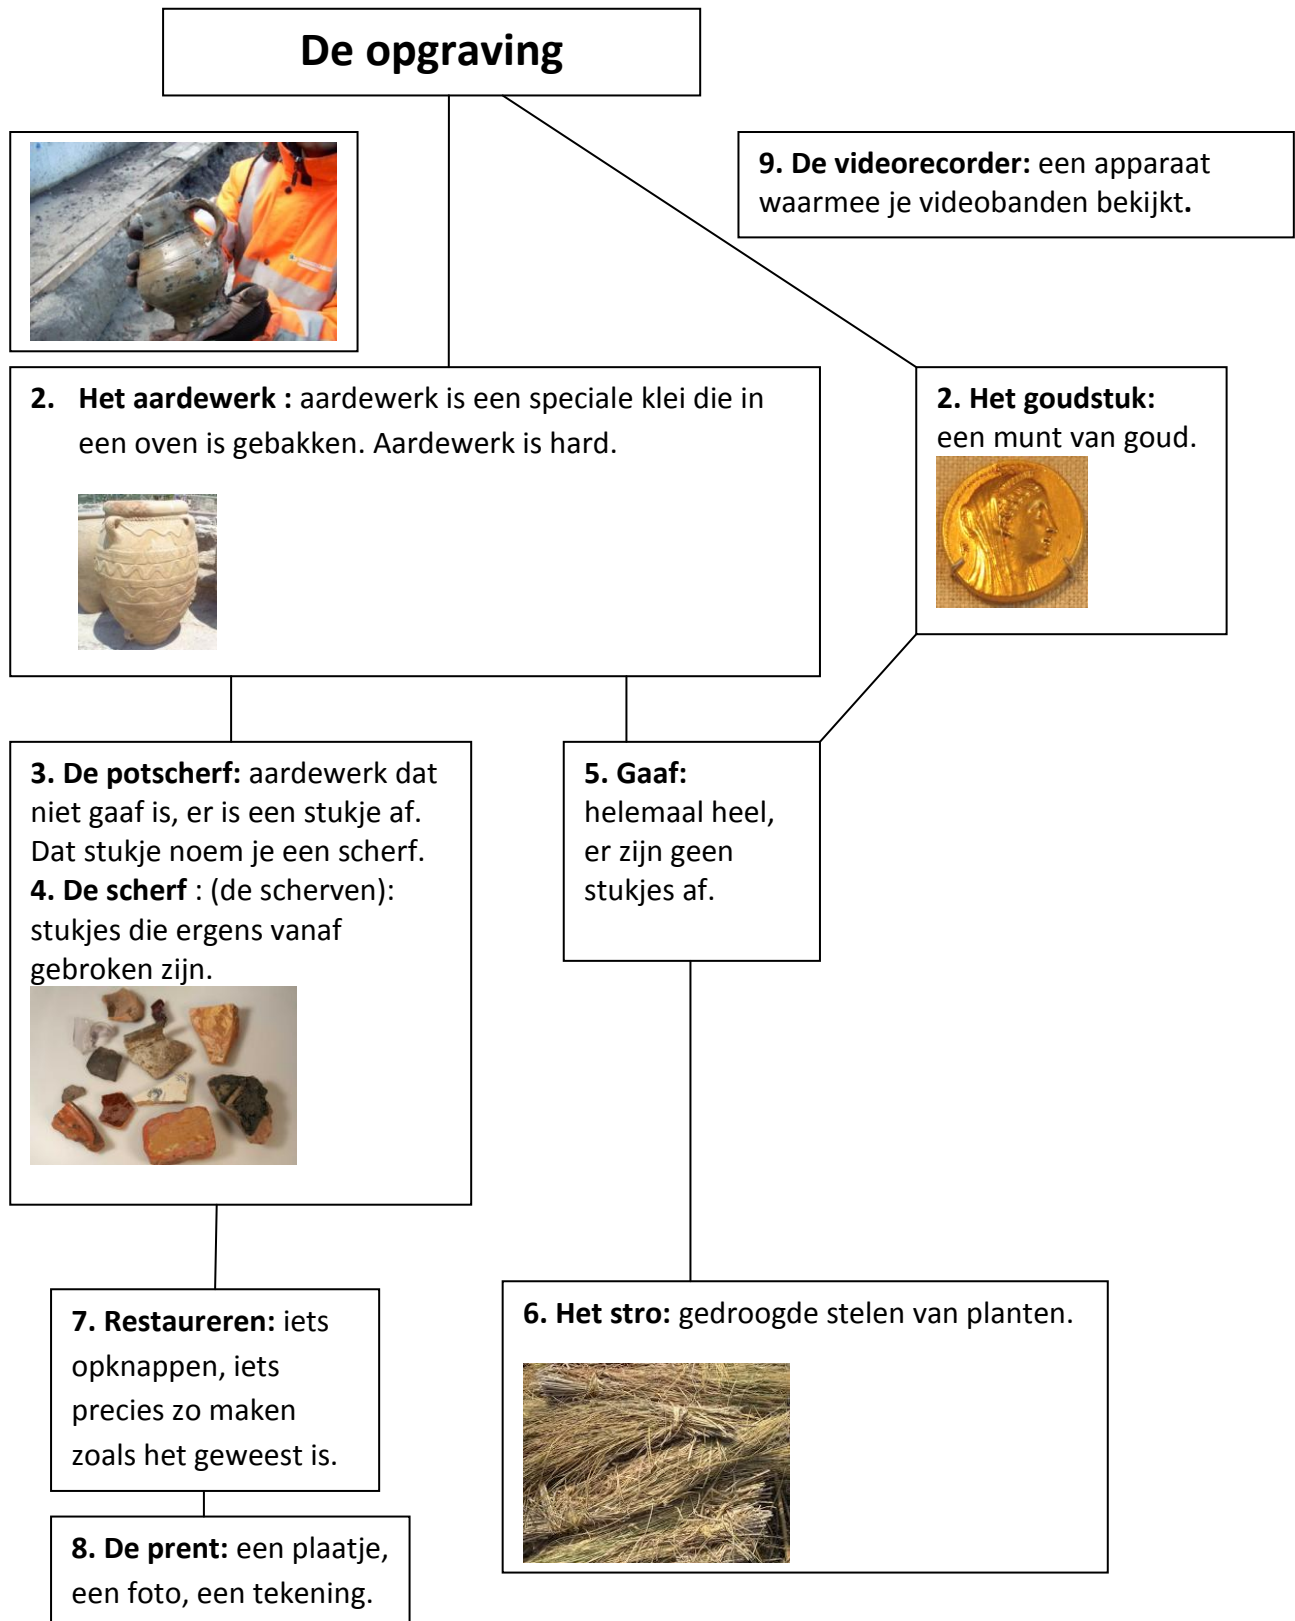 De opgraving
9. De videorecorder: een apparaat
waarmee je videobanden bekijkt.
2. Het aardewerk : aardewerk is een speciale klei die in
een oven is gebakken. Aardewerk is hard.
2. Het goudstuk:
een munt van goud.
3. De potscherf: aardewerk dat
niet gaaf is, er is een stukje af.
Dat stukje noem je een scherf.
4. De scherf : (de scherven):
stukjes die ergens vanaf
gebroken zijn.
5. Gaaf:
helemaal heel,
er zijn geen
stukjes af.
7. Restaureren: iets
opknappen, iets
precies zo maken
zoals het geweest is.
6. Het stro: gedroogde stelen van planten.
8. De prent: een plaatje,
een foto, een tekening.